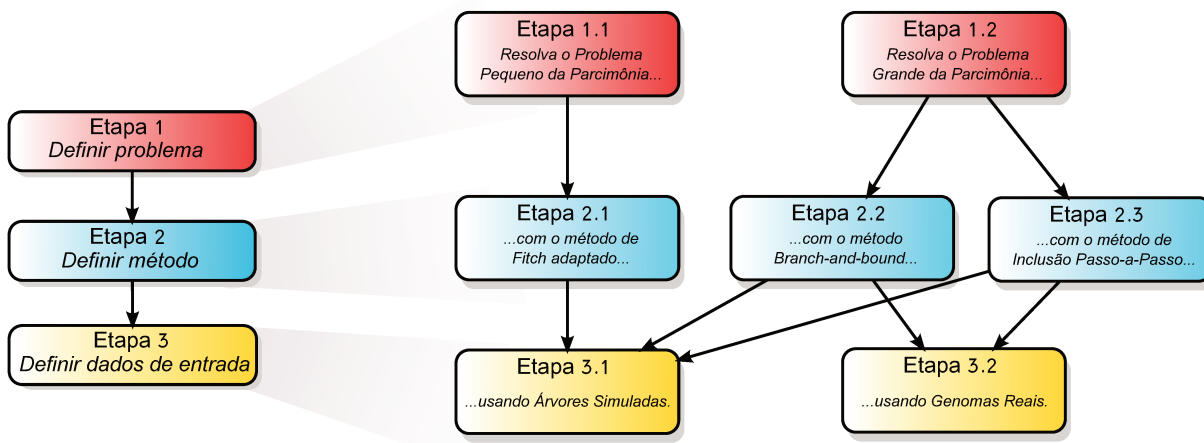 Etapa 1
Definir problema
Etapa 2
Definir método
Etapa 3
Definir dados de entrada
Etapa 1.1
Resolva o Problema
Pequeno da Parcimônia...
Etapa 1.2
Resolva o Problema
Grande da Parcimônia...
Etapa 2.1
...com o método de
Fitch adaptado...
Etapa 2.2
...com o método
Branch-and-bound...
Etapa 2.3
...com o método de
Inclusão Passo-a-Passo...
Etapa 3.1
...usando Árvores Simuladas.
Etapa 3.2
...usando Genomas Reais.